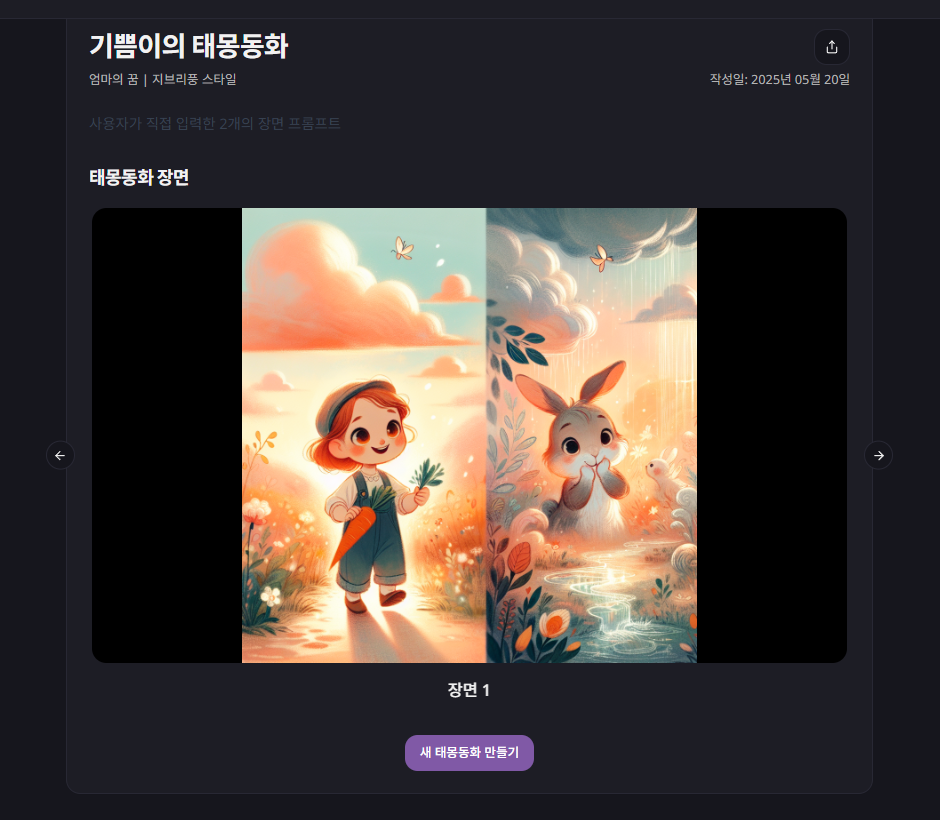 기쁨이의 태몽동화
엄마의 꿈 | 지브리풍 스타일
작성일: 2025년 05월 20일
사용자가 직접 입력한 2개의 장면 프롬프트
태몽동화 장면
장면 1
새 태몽동화 만들기